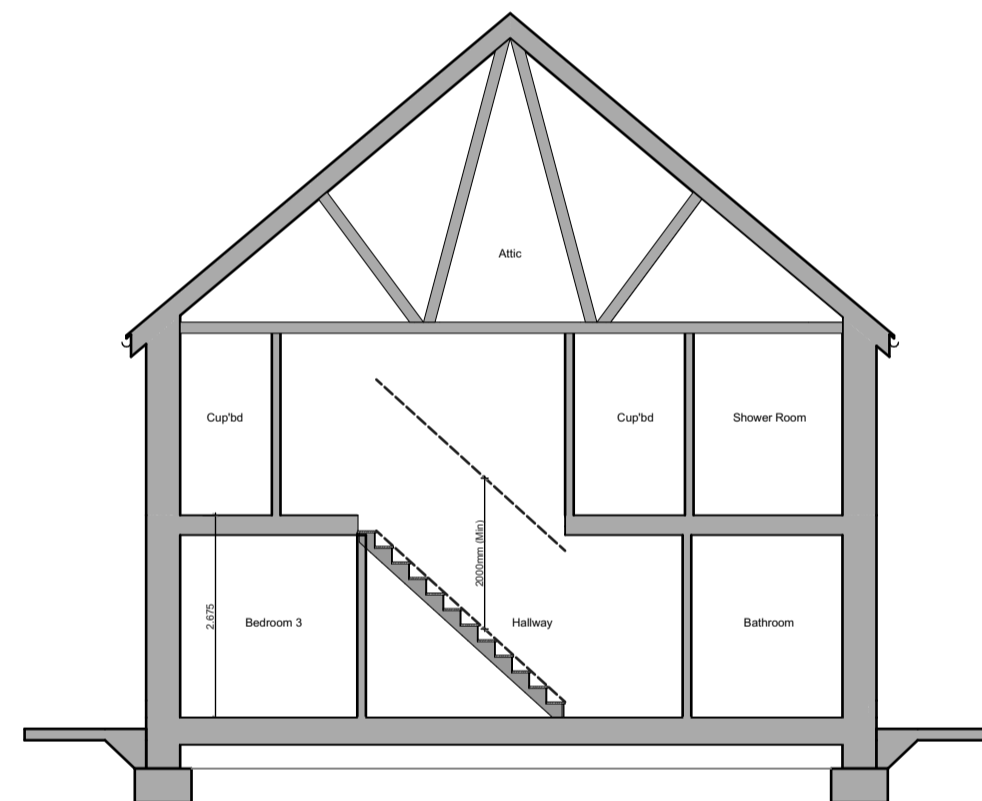 Attic
Cup'bd
Cup'bd
Shower Room
2000mm (Min)
2.675
Bedroom 3
Hallway
Bathroom